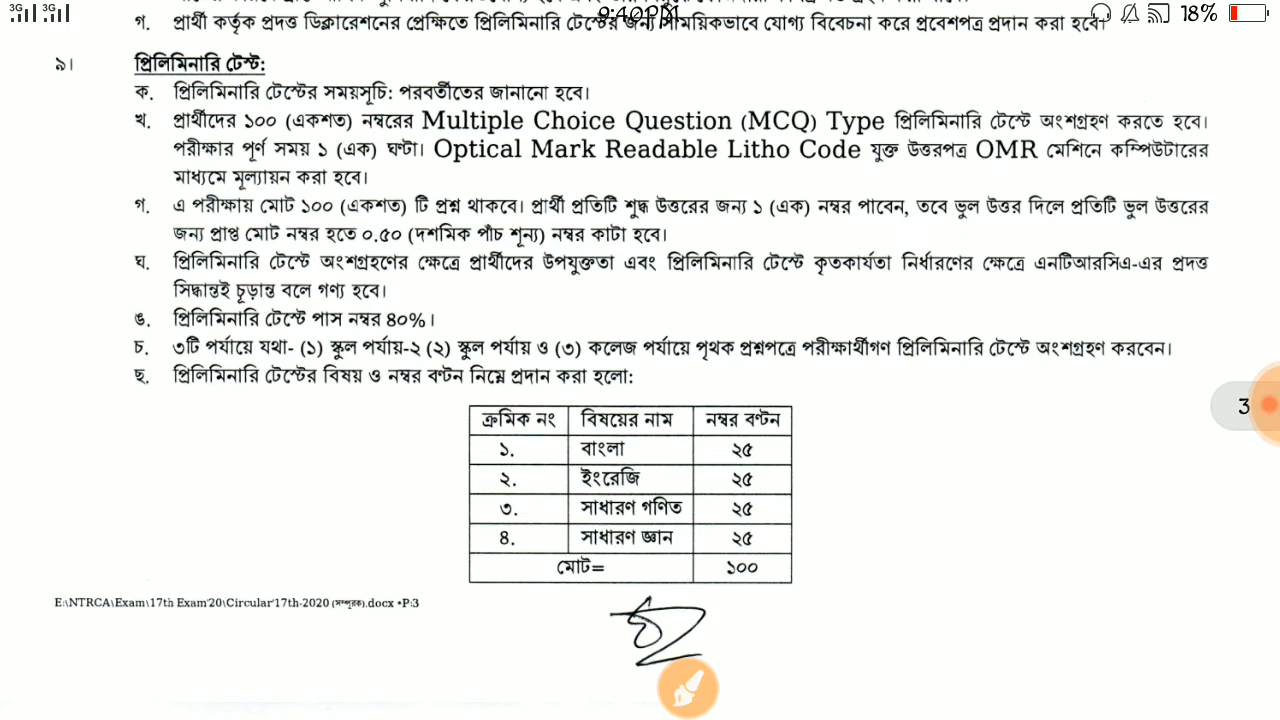 3G 3G 9:40PM 18%
গ. প্রার্থী কর্তৃক প্রদত্ত ডিক্লারেশনের প্রেক্ষিতে প্রিলিমিনারি টেস্টের জন্য সাময়িকভাবে যোগ্য বিবেচনা করে প্রবেশপত্র প্রদান করা হবে।
৯। প্রিলিমিনারি টেস্ট:
ক. প্রিলিমিনারি টেস্টের সময়সূচি: পরবর্তীতের জানানো হবে।
খ. প্রার্থীদের ১০০ (একশত) নম্বরের Multiple Choice Question (MCQ) Type প্রিলিমিনারি টেস্টে অংশগ্রহণ করতে হবে।
পরীক্ষার পূর্ণ সময় ১ (এক) ঘণ্টা। Optical Mark Readable Litho Code যুক্ত উত্তরপত্র OMR মেশিনে কম্পিউটারের
মাধ্যমে মূল্যায়ন করা হবে।
গ. এ পরীক্ষায় মোট ১০০ (একশত) টি প্রশ্ন থাকবে। প্রার্থী প্রতিটি শুদ্ধ উত্তরের জন্য ১ (এক) নম্বর পাবেন, তবে ভুল উত্তর দিলে প্রতিটি ভুল উত্তরের
জন্য প্রাপ্ত মোট নম্বর হতে ০.৫০ (দশমিক পাঁচ শূন্য) নম্বর কাটা হবে।
ঘ. প্রিলিমিনারি টেস্টে অংশগ্রহণের ক্ষেত্রে প্রার্থীদের উপযুক্ততা এবং প্রিলিমিনারি টেস্টে কৃতকার্যতা নির্ধারণের ক্ষেত্রে এনটিআরসিএ-এর প্রদত্ত
সিদ্ধান্তই চূড়ান্ত বলে গণ্য হবে।
ঙ. প্রিলিমিনারি টেস্টে পাস নম্বর ৪০%।
চ. ৩টি পর্যায়ে যথা- (১) স্কুল পর্যায়-২ (২) স্কুল পর্যায় ও (৩) কলেজ পর্যায়ে পৃথক প্রশ্নপত্রে পরীক্ষার্থীগণ প্রিলিমিনারি টেস্টে অংশগ্রহণ করবেন।
ছ. প্রিলিমিনারি টেস্টের বিষয় ও নম্বর বণ্টন নিম্নে প্রদান করা হলো:
3
ক্রমিক নং বিষয়ের নাম নম্বর বণ্টন
১. বাংলা ২৫
২. ইংরেজি ২৫
৩. সাধারণ গণিত ২৫
৪. সাধারণ জ্ঞান ২৫
মোট= ১০০
E:\NTRCA\Exam\17th Exam'20\Circular'17th-2020 (সম্পূরক).docx •P:3